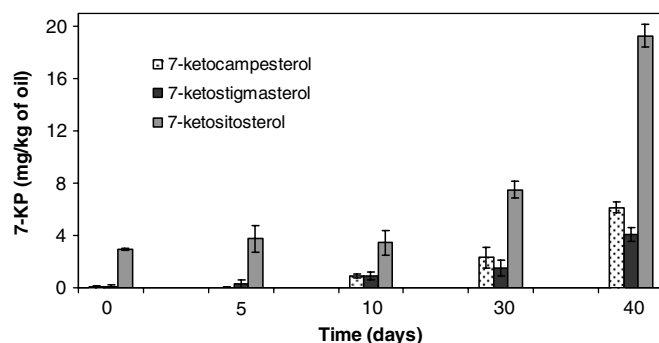 20
16
12
8
4
0
7-KP (mg/kg of oil)
7-ketocampesterol
7-ketostigmasterol
7-ketositosterol
0 5 10 30 40
Time (days)